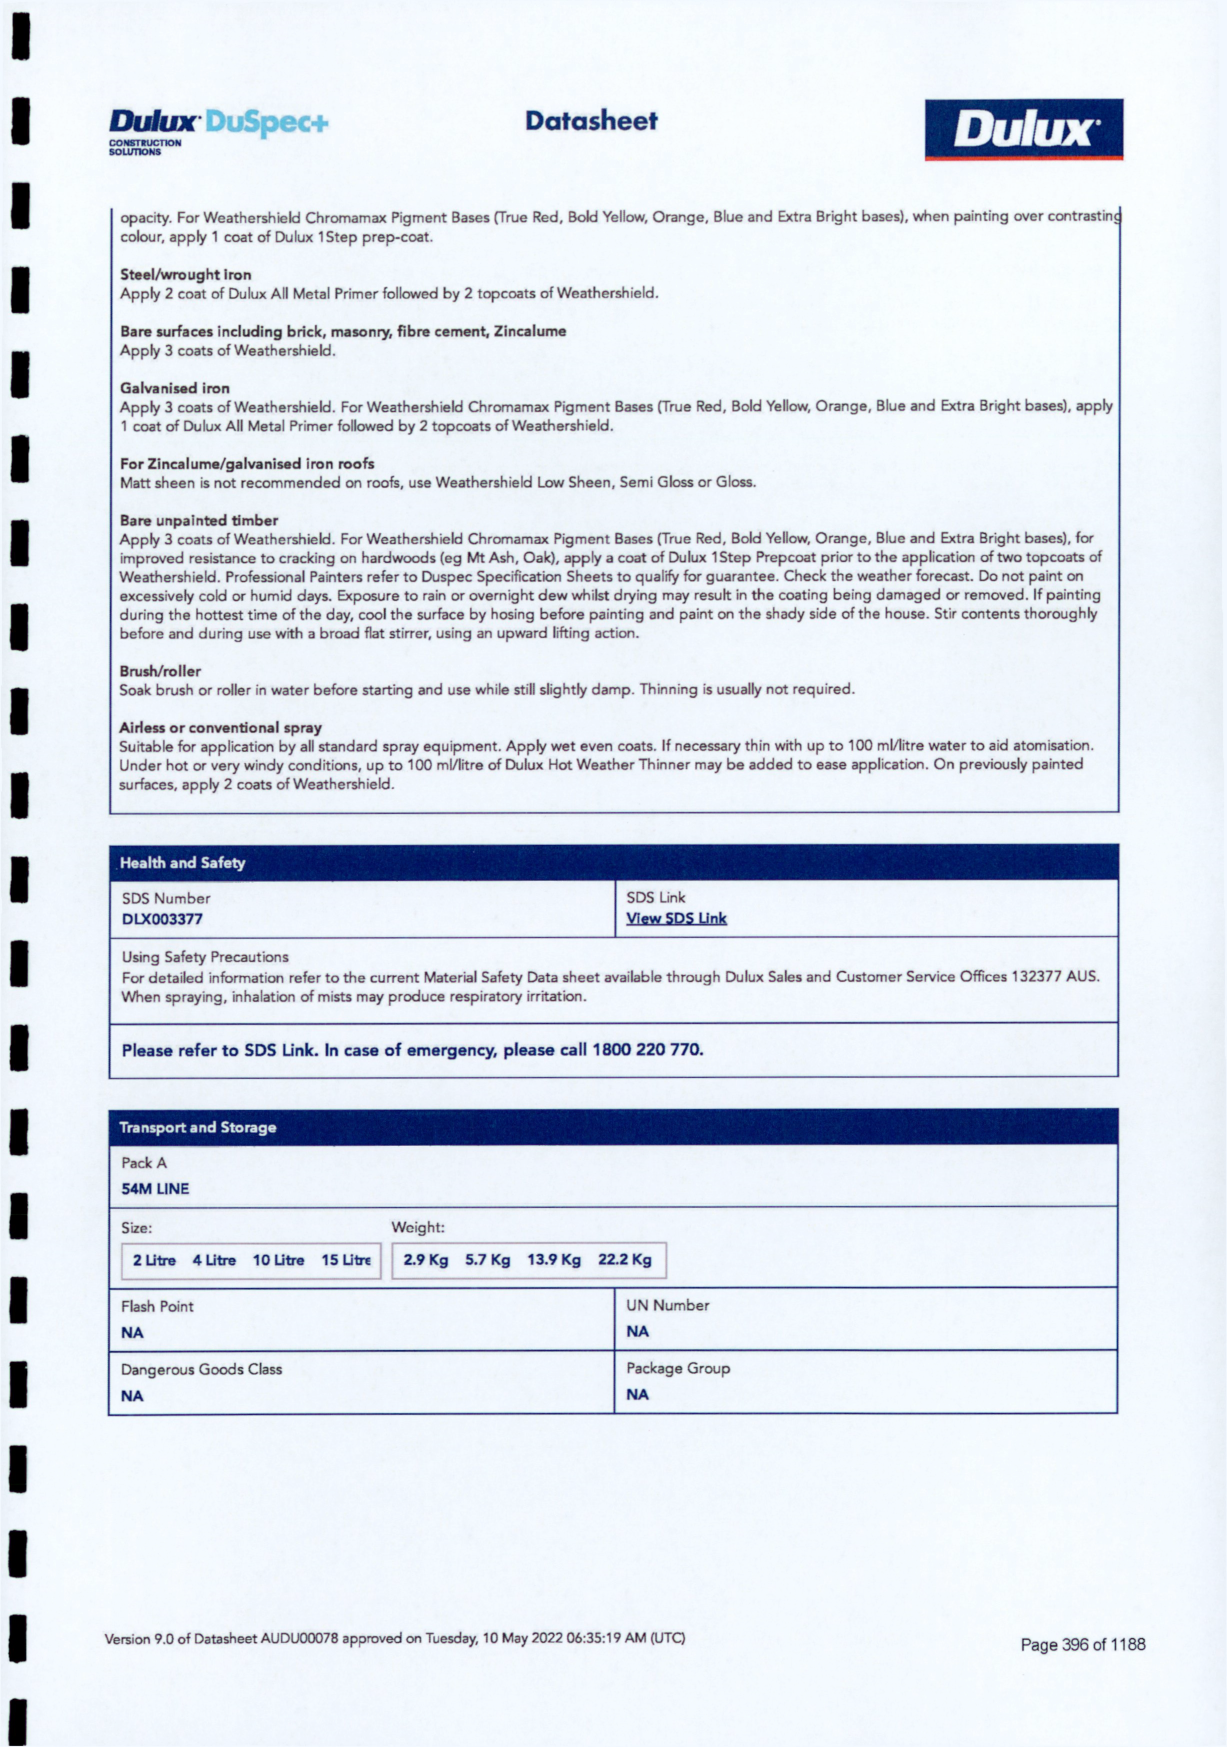 Dulux DuSpec+
CONSTRUCTION
SOLUTIONS
Datasheet
Dulux
opacity. For Weathershield Chromamax Pigment Bases (True Red, Bold Yellow, Orange, Blue and Extra Bright bases), when painting over contrasting
colour, apply 1 coat of Dulux 1Step prep-coat.
Steel/wrought iron
Apply 2 coat of Dulux All Metal Primer followed by 2 topcoats of Weathershield.
Bare surfaces including brick, masonry, fibre cement, Zincalume
Apply 3 coats of Weathershield.
Galvanised iron
Apply 3 coats of Weathershield. For Weathershield Chromamax Pigment Bases (True Red, Bold Yellow, Orange, Blue and Extra Bright bases), apply
1 coat of Dulux All Metal Primer followed by 2 topcoats of Weathershield.
For Zincalume/galvanised iron roofs
Matt sheen is not recommended on roofs, use Weathershield Low Sheen, Semi Gloss or Gloss.
Bare unpainted timber
Apply 3 coats of Weathershield. For Weathershield Chromamax Pigment Bases (True Red, Bold Yellow, Orange, Blue and Extra Bright bases), for
improved resistance to cracking on hardwoods (eg Mt Ash, Oak), apply a coat of Dulux 1Step Prepcoat prior to the application of two topcoats of
Weathershield. Professional Painters refer to Duspec Specification Sheets to qualify for guarantee. Check the weather forecast. Do not paint on
excessively cold or humid days. Exposure to rain or overnight dew whilst drying may result in the coating being damaged or removed. If painting
during the hottest time of the day, cool the surface by hosing before painting and paint on the shady side of the house. Stir contents thoroughly
before and during use with a broad flat stirrer, using an upward lifting action.
Brush/roller
Soak brush or roller in water before starting and use while still slightly damp. Thinning is usually not required.
Airless or conventional spray
Suitable for application by all standard spray equipment. Apply wet even coats. If necessary thin with up to 100 ml/litre water to aid atomisation.
Under hot or very windy conditions, up to 100 ml/litre of Dulux Hot Weather Thinner may be added to ease application. On previously painted
surfaces, apply 2 coats of Weathershield.
Health and Safety
SDS Number
DLX003377
SDS Link
View SDS Link
Using Safety Precautions
For detailed information refer to the current Material Safety Data sheet available through Dulux Sales and Customer Service Offices 132377 AUS.
When spraying, inhalation of mists may produce respiratory irritation.
Please refer to SDS Link. In case of emergency, please call 1800 220 770.
Transport and Storage
Pack A
54M LINE
Size:
2 Litre 4 Litre 10 Litre 15 Litre
Weight:
2.9 Kg 5.7 Kg 13.9 Kg 22.2 Kg
Flash Point
NA
UN Number
NA
Dangerous Goods Class
NA
Package Group
NA
Version 9.0 of Datasheet AUDU00078 approved on Tuesday, 10 May 2022 06:35:19 AM (UTC)
Page 396 of 1188